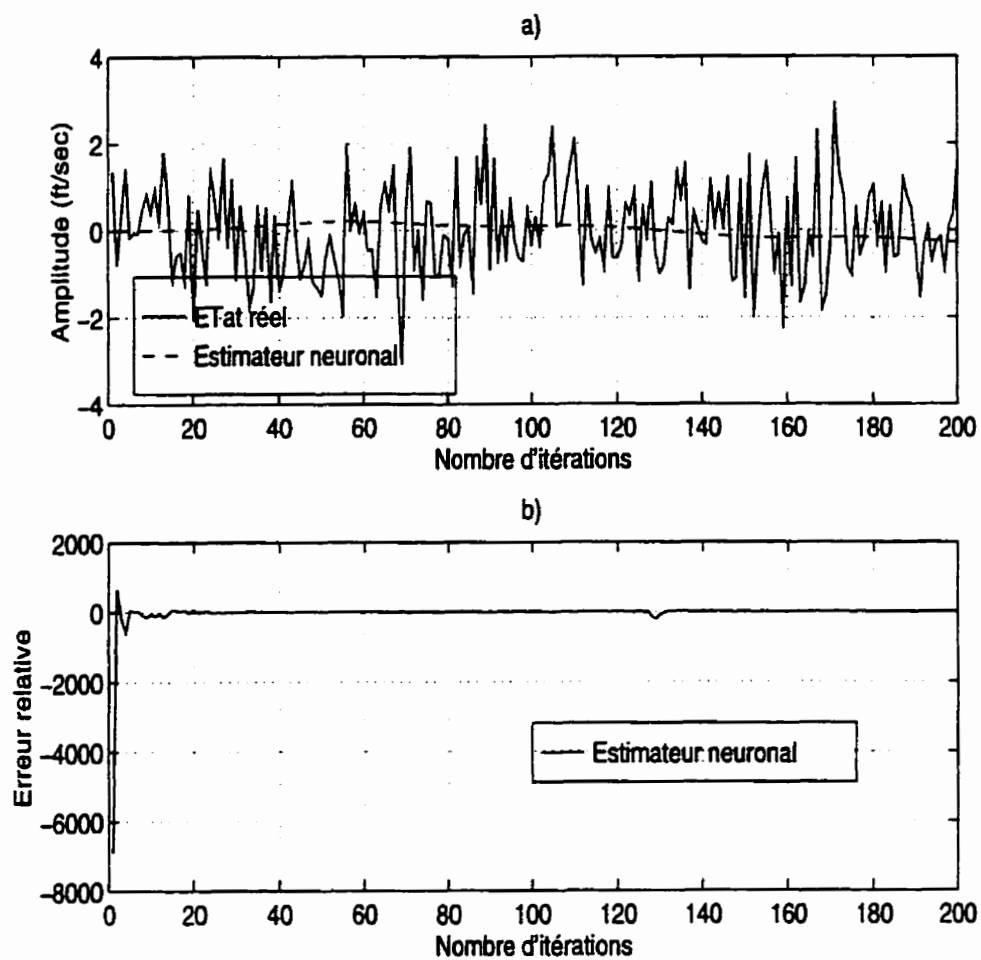 a)
4
2
0
−2
−4
Amplitude (ft/sec)
ETat réel
Estimateur neuronal
0 20 40 60 80 100 120 140 160 180 200
Nombre d'itérations
b)
2000
0
−2000
−4000
−6000
−8000
Erreur relative
Estimateur neuronal
0 20 40 60 80 100 120 140 160 180 200
Nombre d'itérations